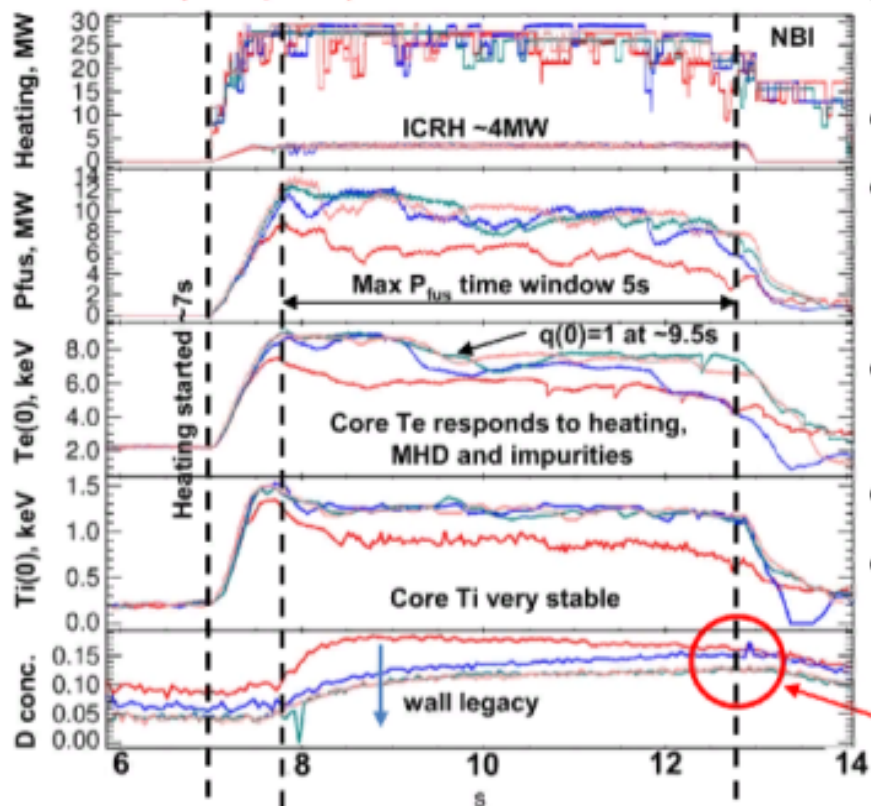 Heating, MW
30
25
20
15
10
5
0
NBI
ICRH ~4MW
Pfus, MW
14
12
10
8
6
4
2
0
Max Pfus time window 5s
Heating started ~7s
Te(0), keV
8.0
6.0
4.0
2.0
q(0)=1 at ~9.5s
Core Te responds to heating,
MHD and impurities
Ti(0), keV
1.5
1.0
0.5
0.0
Core Ti very stable
D conc.
0.15
0.10
0.05
0.00
wall legacy
6
8
10
12
14
s